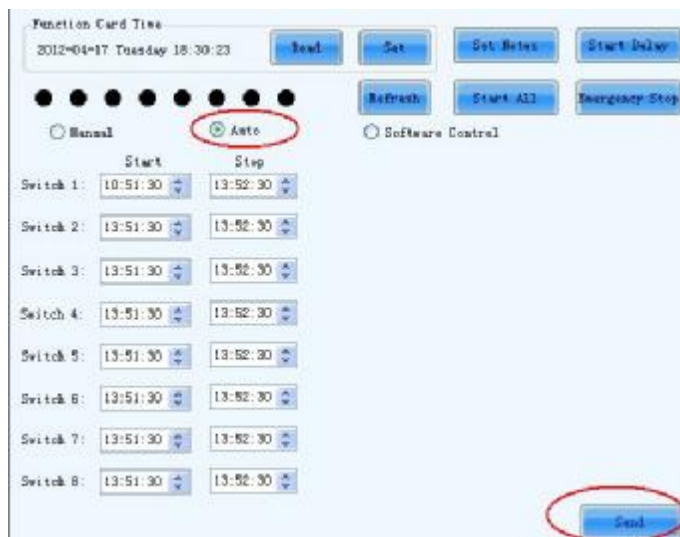 Function Card Time
2012-04-17 Tuesday 18:30:23 Read Set Set Notes Start Delay
Refresh Start All Emergency Stop
Manual Auto Software Control
Start Stop
Switch 1: 10:51:30 13:52:30
Switch 2: 13:51:30 13:52:30
Switch 3: 13:51:30 13:52:30
Switch 4: 13:51:30 13:52:30
Switch 5: 13:51:30 13:52:30
Switch 6: 13:51:30 13:52:30
Switch 7: 13:51:30 13:52:30
Switch 8: 13:51:30 13:52:30
Send